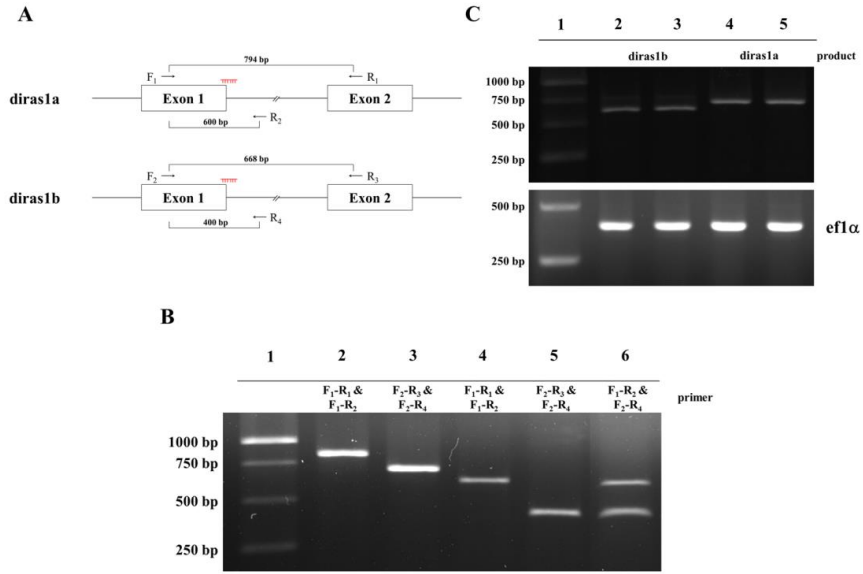 A
794 bp
F1
R1
diras1a
Exon 1
Exon 2
600 bp
R2
668 bp
F2
R3
diras1b
Exon 1
Exon 2
400 bp
R4
C
1 2 3 4 5
diras1b diras1a product
1000 bp
750 bp
500 bp
250 bp
500 bp
ef1α
250 bp
B
1 2 3 4 5 6
F1-R1 & F2-R3 & F1-R1 & F2-R3 & F1-R2 &
F1-R2 F2-R4 F1-R2 F2-R4 F2-R4
primer
1000 bp
750 bp
500 bp
250 bp